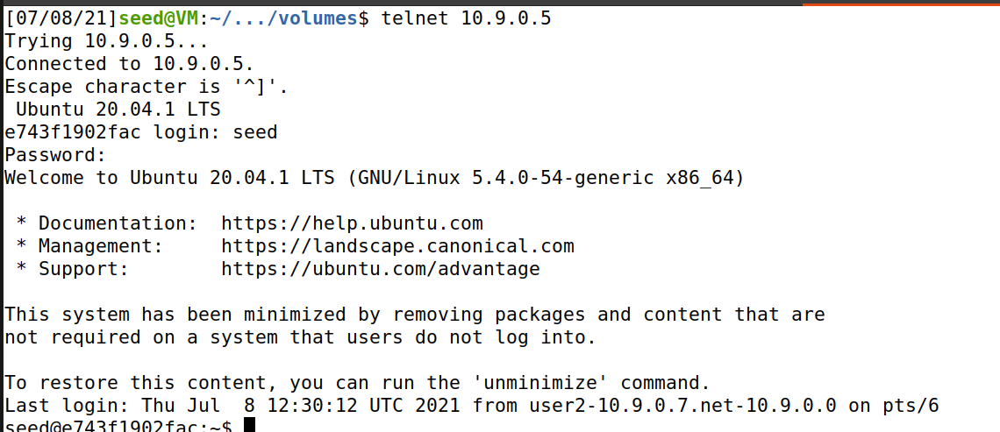 [07/08/21]seed@VM:~/.../volumes$ telnet 10.9.0.5
Trying 10.9.0.5...
Connected to 10.9.0.5.
Escape character is '^]'.
 Ubuntu 20.04.1 LTS
e743f1902fac login: seed
Password:
Welcome to Ubuntu 20.04.1 LTS (GNU/Linux 5.4.0-54-generic x86_64)

 * Documentation:  https://help.ubuntu.com
 * Management:     https://landscape.canonical.com
 * Support:        https://ubuntu.com/advantage

This system has been minimized by removing packages and content that are
not required on a system that users do not log into.

To restore this content, you can run the 'unminimize' command.
Last login: Thu Jul  8 12:30:12 UTC 2021 from user2-10.9.0.7.net-10.9.0.0 on pts/6
seed@e743f1902fac:~$